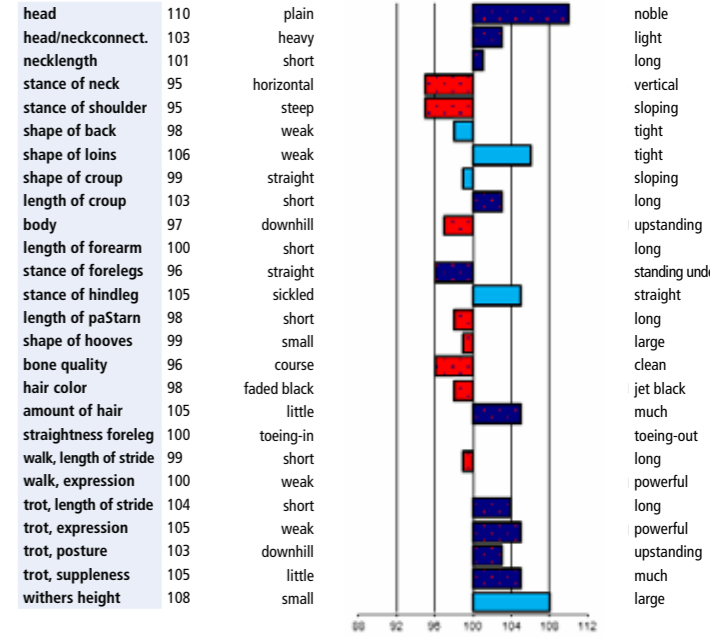 head 110 plain noble
head/neckconnect. 103 heavy light
necklength 101 short long
stance of neck 95 horizontal vertical
stance of shoulder 95 steep sloping
shape of back 98 weak tight
shape of loins 106 weak tight
shape of croup 99 straight sloping
length of croup 103 short long
body 97 downhill upstanding
length of forearm 100 short long
stance of forelegs 96 straight standing unde
stance of hindleg 105 sickled straight
length of paStarn 98 short long
shape of hooves 99 small large
bone quality 96 course clean
hair color 98 faded black jet black
amount of hair 105 little much
straightness foreleg 100 toeing-in toeing-out
walk, length of stride 99 short long
walk, expression 100 weak powerful
trot, length of stride 104 short long
trot, expression 105 weak powerful
trot, posture 103 downhill upstanding
trot, suppleness 105 little much
withers height 108 small large
88 92 96 100 104 108 112